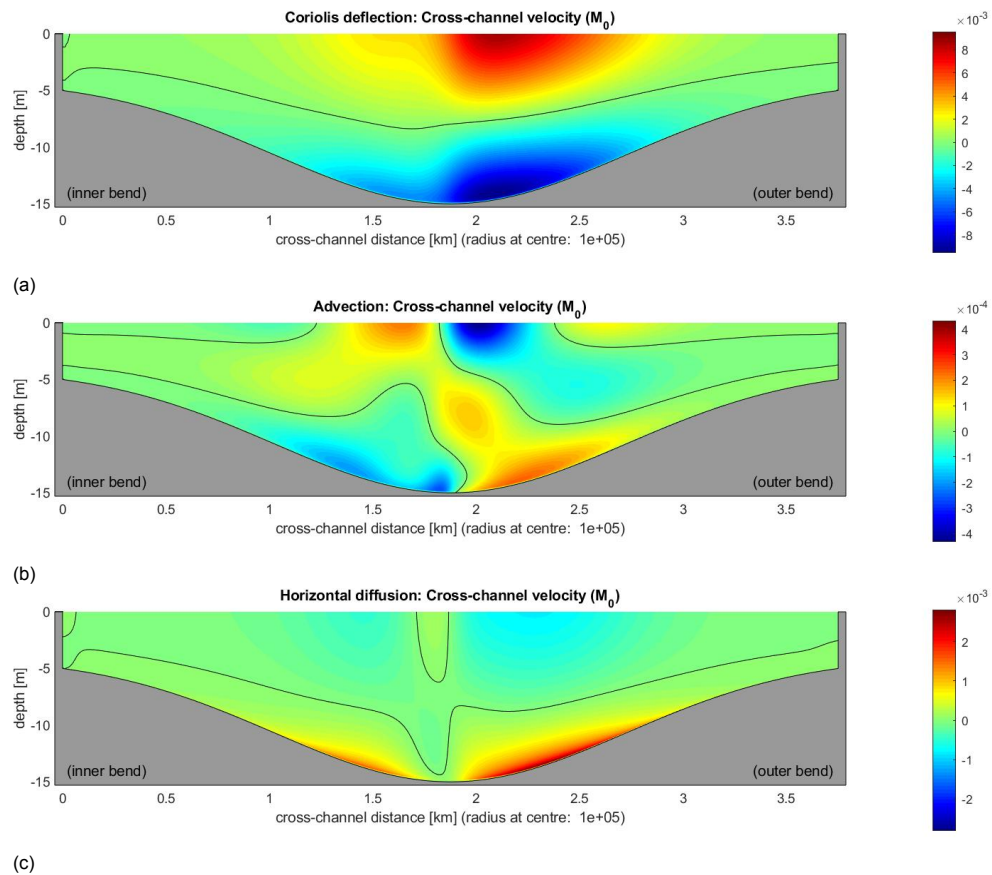 Coriolis deflection: Cross-channel velocity (M0)
×10-3
0
-5
-10
-15
depth [m]
(inner bend)
(outer bend)
0 0.5 1 1.5 2 2.5 3 3.5
cross-channel distance [km] (radius at centre: 1e+05)
8
6
4
2
0
-2
-4
-6
-8
(a)
Advection: Cross-channel velocity (M0)
×10-4
0
-5
-10
-15
depth [m]
(inner bend)
(outer bend)
0 0.5 1 1.5 2 2.5 3 3.5
cross-channel distance [km] (radius at centre: 1e+05)
4
3
2
1
0
-1
-2
-3
-4
(b)
Horizontal diffusion: Cross-channel velocity (M0)
×10-3
0
-5
-10
-15
depth [m]
(inner bend)
(outer bend)
0 0.5 1 1.5 2 2.5 3 3.5
cross-channel distance [km] (radius at centre: 1e+05)
2
1
0
-1
-2
(c)